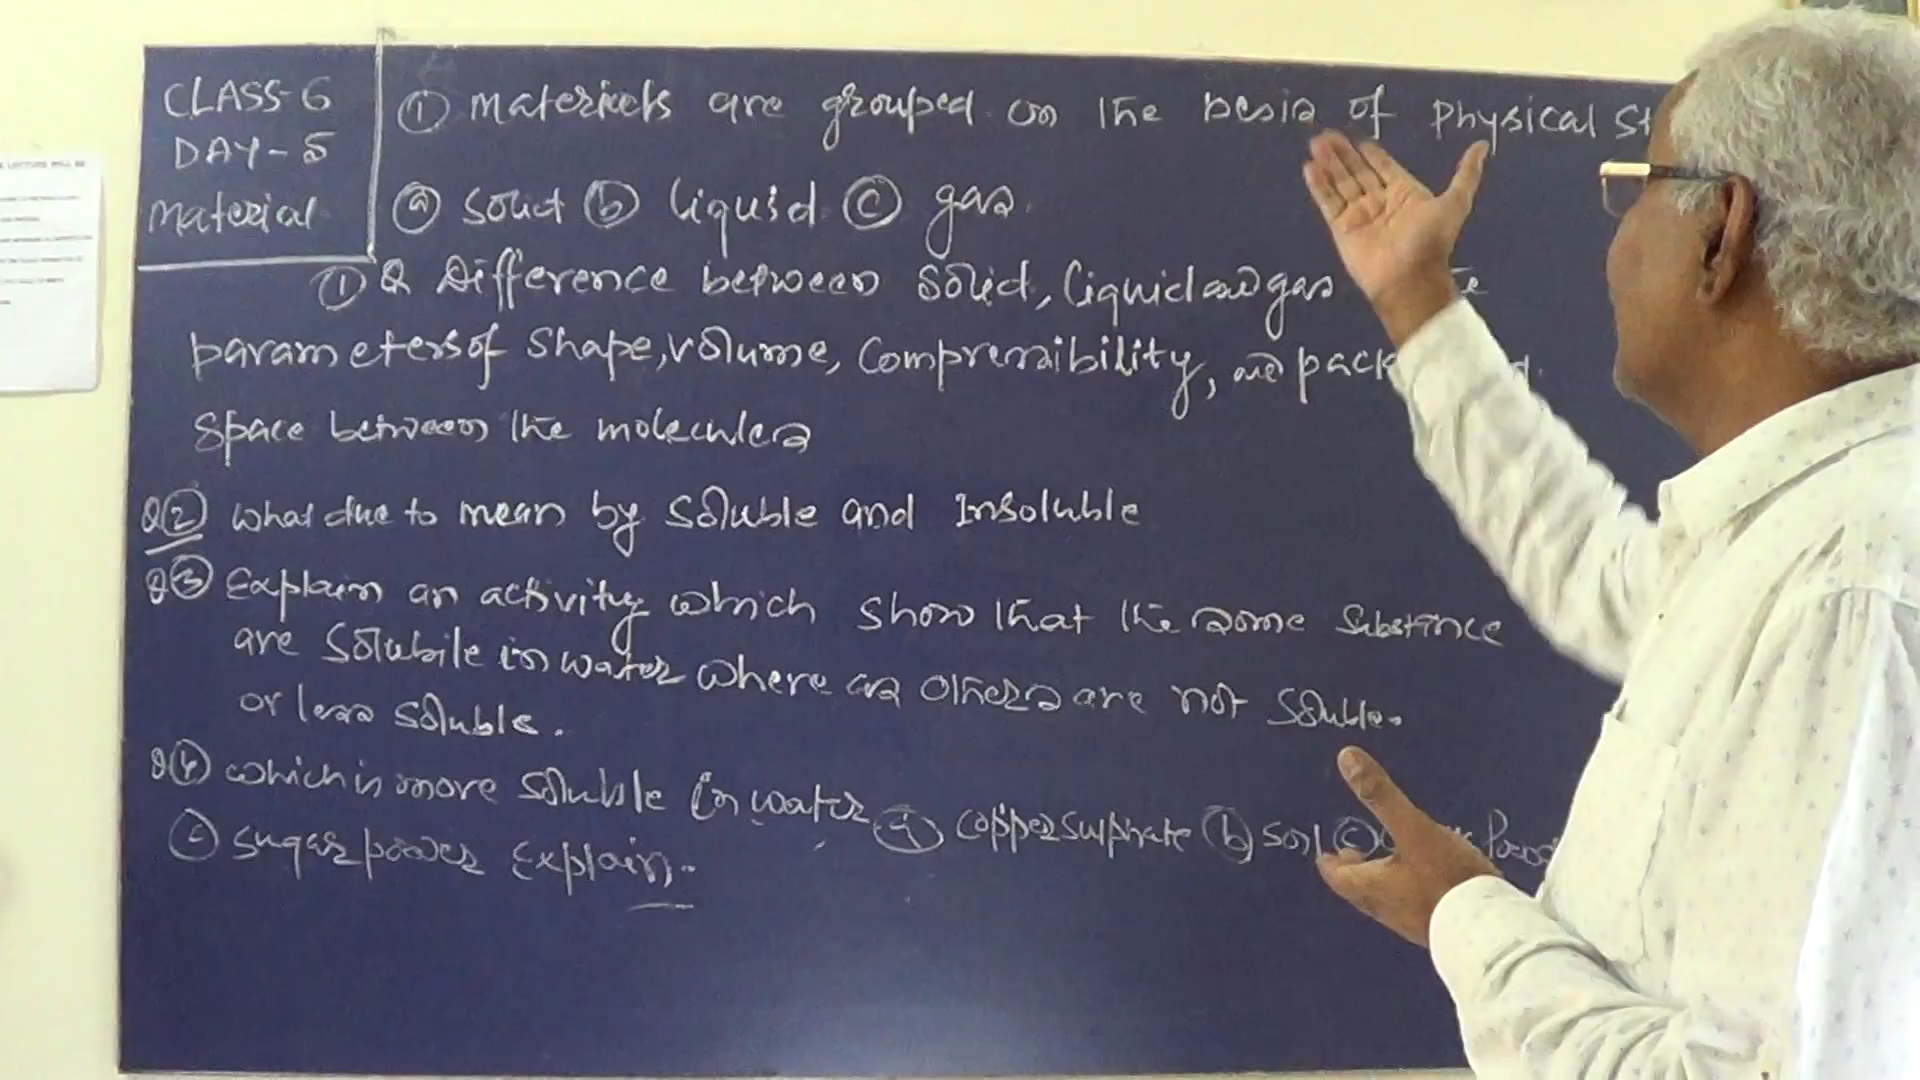 CLASS-6
DAY-5
Material
① Materials are grouped on the basis of Physical St
ⓐ Solid ⓑ liquid ⓒ gas.
① Q Difference between Solid, liquid and gas
parameters of Shape, volume, Compressibility, and pack
Space between the molecules
Q② What due to mean by Soluble and Insoluble
Q③ Explain an activity which show that the some Substance
are Solubile in water where as others are not Soluble.
or less soluble.
Q④ which is more soluble in water ⓐ Copper sulphate ⓑ Soil ⓒ
ⓒ Sugar power Explain.